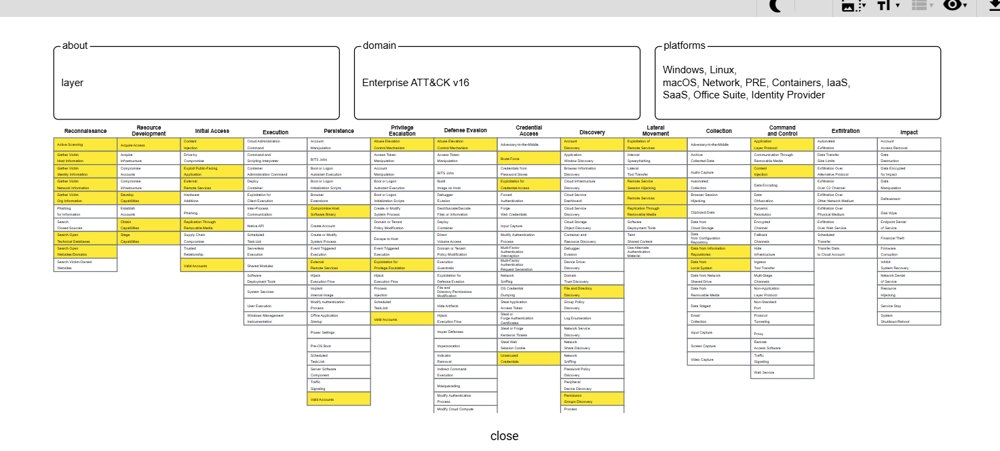 about
layer
domain
Enterprise ATT&CK v16
platforms
Windows, Linux,
macOS, Network, PRE, Containers, IaaS,
SaaS, Office Suite, Identity Provider
Reconnaissance
Active Scanning
Gather Victim
Host Information
Gather Victim
Identity Information
Gather Victim
Network Information
Gather Victim
Org Information
Phishing
for Information
Search
Closed Sources
Search Open
Technical Databases
Search Open
Websites/Domains
Search Victim-Owned
Websites
Resource
Development
Acquire Access
Acquire
Infrastructure
Compromise
Accounts
Compromise
Infrastructure
Develop
Capabilities
Establish
Accounts
Obtain
Capabilities
Stage
Capabilities
Initial Access
Content
Injection
Drive-by
Compromise
Exploit Public-Facing
Application
External
Remote Services
Hardware
Additions
Phishing
Replication Through
Removable Media
Supply Chain
Compromise
Trusted
Relationship
Valid Accounts
Execution
Cloud Administration
Command
Command and
Scripting Interpreter
Container
Administration Command
Deploy
Container
Exploitation for
Client Execution
Inter-Process
Communication
Native API
Scheduled
Task/Job
Serverless
Execution
Shared Modules
Software
Deployment Tools
System Services
User Execution
Windows Management
Instrumentation
Persistence
Account
Manipulation
BITS Jobs
Boot or Logon
Autostart Execution
Boot or Logon
Initialization Scripts
Browser
Extensions
Compromise Host
Software Binary
Create Account
Create or Modify
System Process
Event Triggered
Execution
External
Remote Services
Hijack
Execution Flow
Implant
Internal Image
Modify Authentication
Process
Office Application
Startup
Power Settings
Pre-OS Boot
Scheduled
Task/Job
Server Software
Component
Traffic
Signaling
Valid Accounts
Privilege
Escalation
Abuse Elevation
Control Mechanism
Access Token
Manipulation
Account
Manipulation
Boot or Logon
Autostart Execution
Boot or Logon
Initialization Scripts
Create or Modify
System Process
Domain or Tenant
Policy Modification
Escape to Host
Event Triggered
Execution
Exploitation for
Privilege Escalation
Hijack
Execution Flow
Process
Injection
Scheduled
Task/Job
Valid Accounts
Defense Evasion
Abuse Elevation
Control Mechanism
Access Token
Manipulation
BITS Jobs
Build
Image on Host
Debugger
Evasion
Deobfuscate/Decode
Files or Information
Deploy
Container
Direct
Volume Access
Domain or Tenant
Policy Modification
Execution
Guardrails
Exploitation for
Defense Evasion
File and
Directory Permissions
Modification
Hide Artifacts
Hijack
Execution Flow
Impair Defenses
Impersonation
Indicator
Removal
Indirect Command
Execution
Masquerading
Modify Authentication
Process
Modify Cloud Compute
Credential
Access
Adversary-in-the-Middle
Brute Force
Credentials from
Password Stores
Exploitation for
Credential Access
Forced
Authentication
Forge
Web Credentials
Input Capture
Modify Authentication
Process
Multi-Factor
Authentication
Interception
Multi-Factor
Authentication
Request Generation
Network
Sniffing
OS Credential
Dumping
Steal Application
Access Token
Steal or
Forge Authentication
Certificates
Steal or Forge
Kerberos Tickets
Steal Web
Session Cookie
Unsecured
Credentials
Discovery
Account
Discovery
Application
Window Discovery
Browser Information
Discovery
Cloud Infrastructure
Discovery
Cloud Service
Dashboard
Cloud Service
Discovery
Cloud Storage
Object Discovery
Container and
Resource Discovery
Debugger
Evasion
Device Driver
Discovery
Domain
Trust Discovery
File and Directory
Discovery
Group Policy
Discovery
Log Enumeration
Network Service
Discovery
Network
Share Discovery
Network
Sniffing
Password Policy
Discovery
Peripheral
Device Discovery
Permission
Groups Discovery
Process
Lateral
Movement
Exploitation of
Remote Services
Internal
Spearphishing
Lateral
Tool Transfer
Remote Service
Session Hijacking
Remote Services
Replication Through
Removable Media
Software
Deployment Tools
Taint
Shared Content
Use Alternate
Authentication
Material
Collection
Adversary-in-the-Middle
Archive
Collected Data
Audio Capture
Automated
Collection
Browser Session
Hijacking
Clipboard Data
Data from
Cloud Storage
Data
from Configuration
Repository
Data from Information
Repositories
Data from
Local System
Data from Network
Shared Drive
Data from
Removable Media
Data Staged
Email
Collection
Input Capture
Screen Capture
Video Capture
Command
and Control
Application
Layer Protocol
Communication Through
Removable Media
Content
Injection
Data Encoding
Data
Obfuscation
Dynamic
Resolution
Encrypted
Channel
Fallback
Channels
Hide
Infrastructure
Ingress
Tool Transfer
Multi-Stage
Channels
Non-Application
Layer Protocol
Non-Standard
Port
Protocol
Tunneling
Proxy
Remote
Access Software
Traffic
Signaling
Web Service
Exfiltration
Automated
Exfiltration
Data Transfer
Size Limits
Exfiltration Over
Alternative Protocol
Exfiltration
Over C2 Channel
Exfiltration Over
Other Network Medium
Exfiltration Over
Physical Medium
Exfiltration
Over Web Service
Scheduled
Transfer
Transfer Data
to Cloud Account
Impact
Account
Access Removal
Data
Destruction
Data Encrypted
for Impact
Data
Manipulation
Defacement
Disk Wipe
Endpoint Denial
of Service
Financial Theft
Firmware
Corruption
Inhibit
System Recovery
Network Denial
of Service
Resource
Hijacking
Service Stop
System
Shutdown/Reboot
close